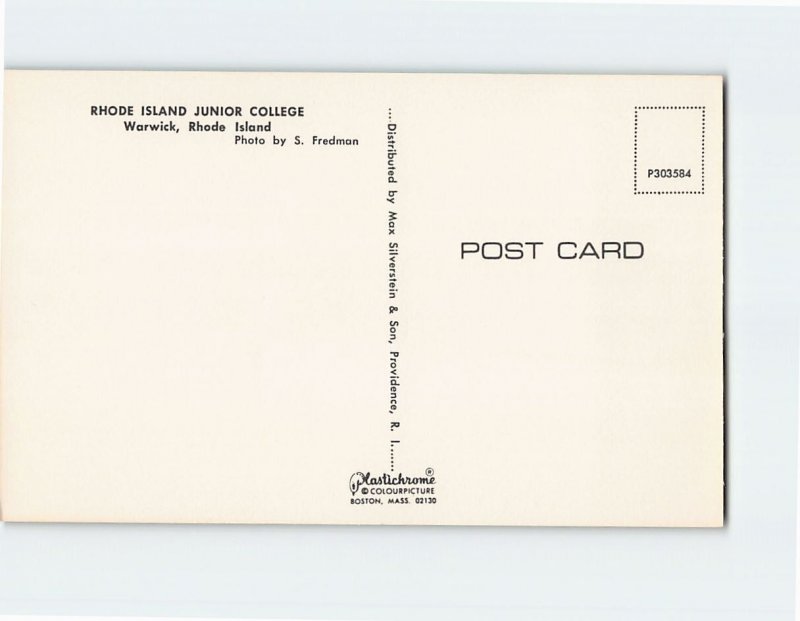 RHODE ISLAND JUNIOR COLLEGE
Warwick, Rhode Island
Photo by S. Fredman
....Distributed by Max Silverstein & Son, Providence, R. I.......
P303584
POST CARD
Plastichrome®
© COLOURPICTURE
BOSTON, MASS. 02130